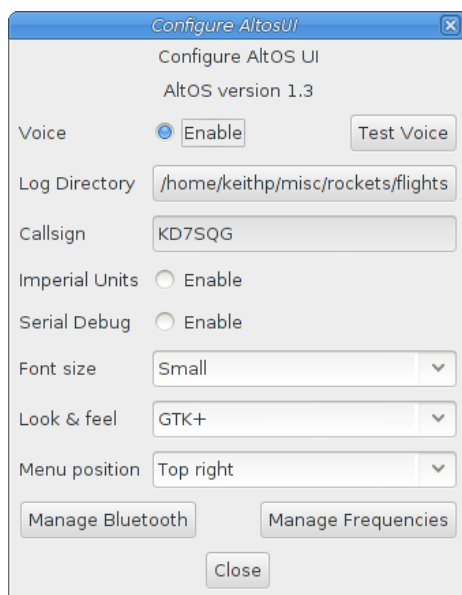 Configure AltosUI
Configure AltOS UI
AltOS version 1.3
Voice Enable Test Voice
Log Directory /home/keithp/misc/rockets/flights
Callsign KD7SQG
Imperial Units Enable
Serial Debug Enable
Font size Small
Look & feel GTK+
Menu position Top right
Manage Bluetooth Manage Frequencies
Close